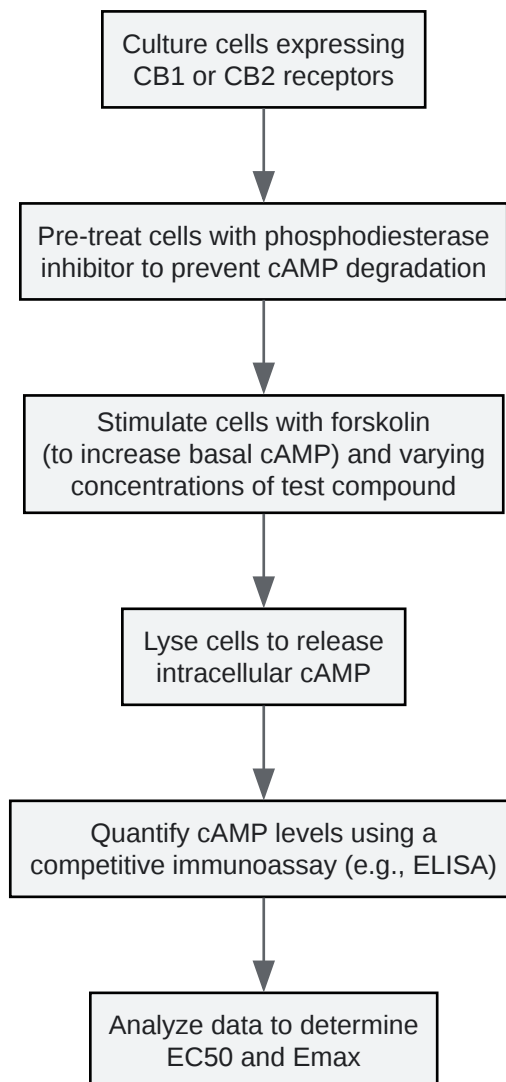 Culture cells expressing
CB1 or CB2 receptors
Pre-treat cells with phosphodiesterase
inhibitor to prevent cAMP degradation
Stimulate cells with forskolin
(to increase basal cAMP) and varying
concentrations of test compound
Lyse cells to release
intracellular cAMP
Quantify cAMP levels using a
competitive immunoassay (e.g., ELISA)
Analyze data to determine
EC50 and Emax